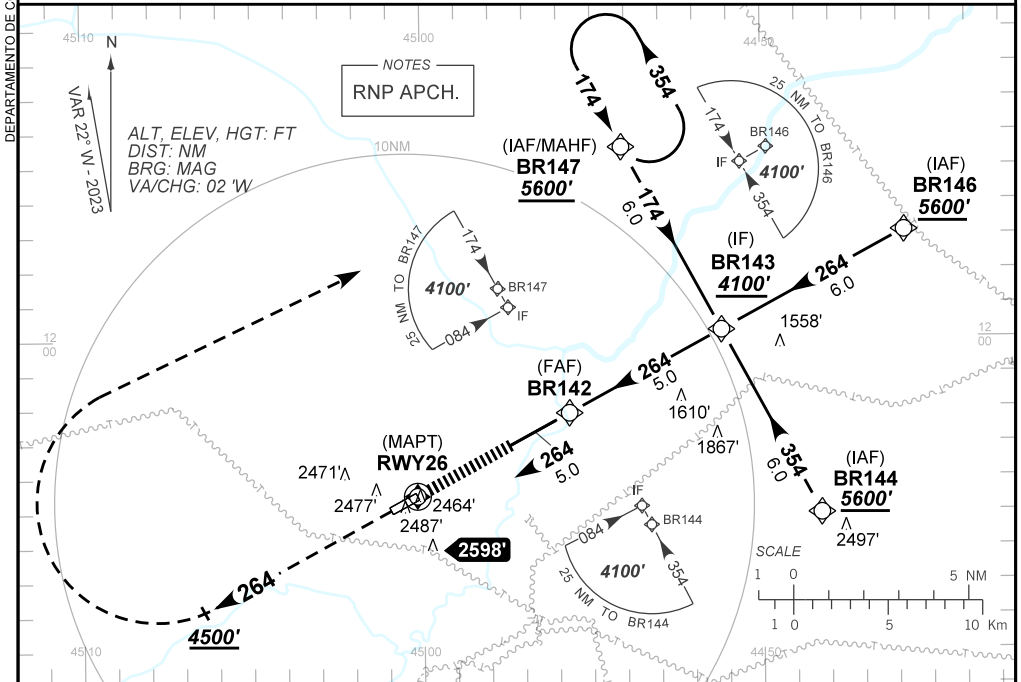 DEPARTAMENTO DE C
45 10
45 00
44 50
N
VAR 22° W - 2023
ALT, ELEV, HGT: FT
DIST: NM
BRG: MAG
VA/CHG: 02 'W
NOTES
RNP APCH.
10NM
174
354
(IAF/MAHF)
BR147
5600'
174
6.0
25 NM TO BR146
174
BR146
IF
4100'
354
(IAF)
BR146
5600'
(IF)
BR143
4100'
264
6.0
25 NM TO BR147
174
4100'
BR147
IF
084
1558'
12
00
12
00
(FAF)
BR142
264
5.0
1610'
1867'
264
5.0
(MAPT)
RWY26
2471'
2477'
2464'
2487'
2598'
354
6.0
(IAF)
BR144
5600'
2497'
IF
084
BR144
4100'
354
25 NM TO BR144
264
4500'
SCALE
1 0 5 NM
1 0 5 10 Km
45 10
45 00
44 50